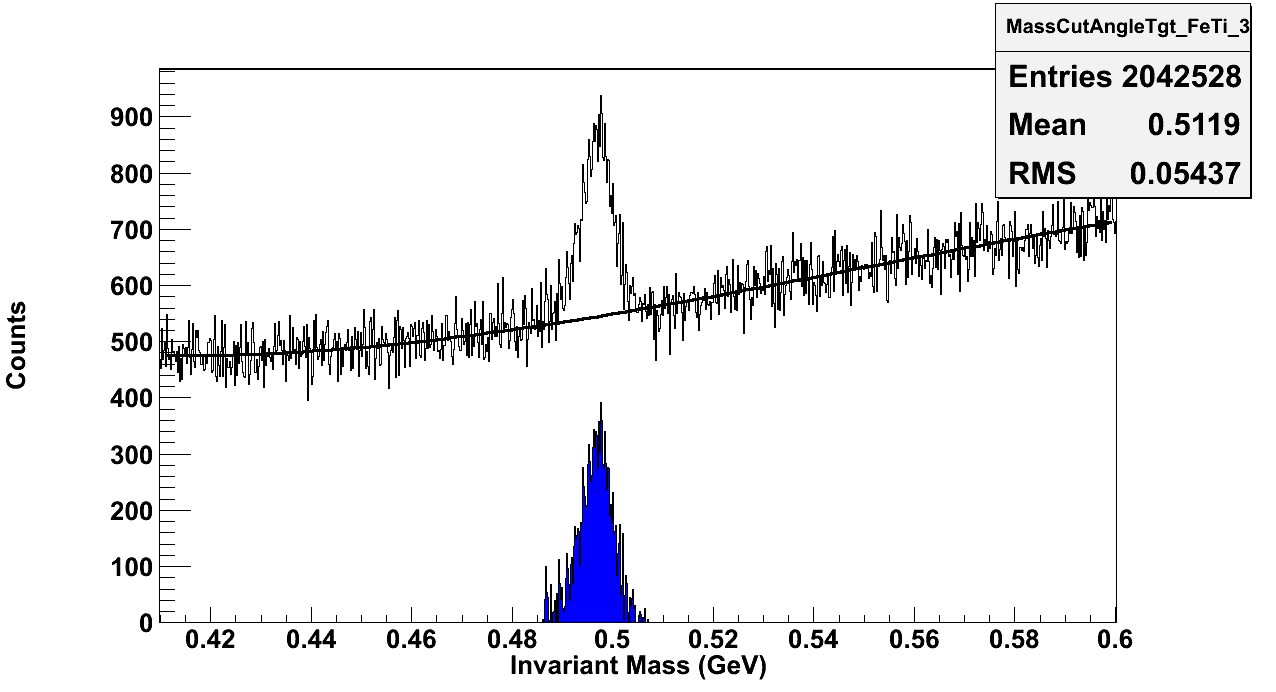 MassCutAngleTgt_FeTi_3
Entries 2042528
Mean 0.5119
RMS 0.05437
900
800
700
600
500
400
300
200
100
0
Counts
0.42 0.44 0.46 0.48 0.5 0.52 0.54 0.56 0.58 0.6
Invariant Mass (GeV)